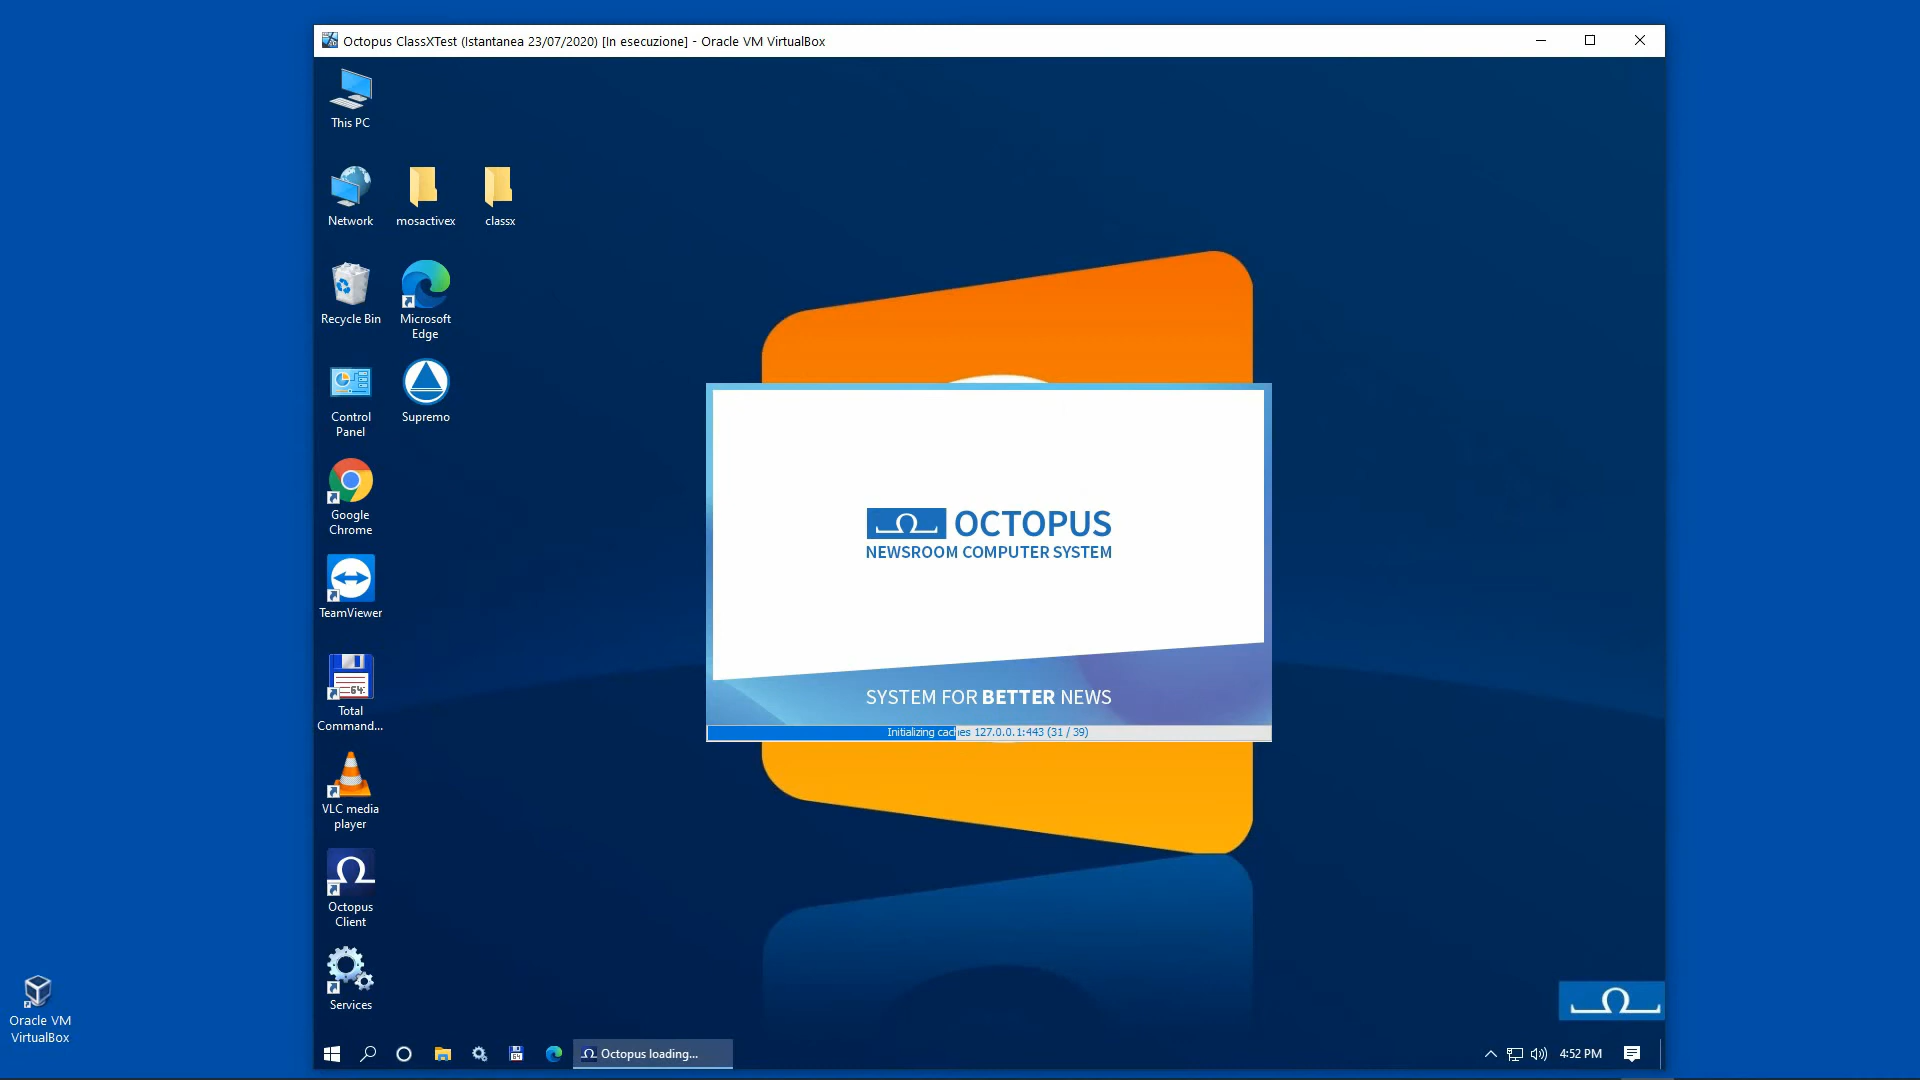 Octopus ClassXTest (Istantanea 23/07/2020) [In esecuzione] - Oracle VM VirtualBox
This PC
Network
mosactivex
classx
Recycle Bin
Microsoft
Edge
Control
Panel
Supremo
Google
Chrome
TeamViewer
64
Total
Command...
VLC media
player
Octopus
Client
Services
OCTOPUS
NEWSROOM COMPUTER SYSTEM
SYSTEM FOR BETTER NEWS
Initializing caches 127.0.0.1:443 (31 / 39)
Oracle VM
VirtualBox
64
Octopus loading...
4:52 PM